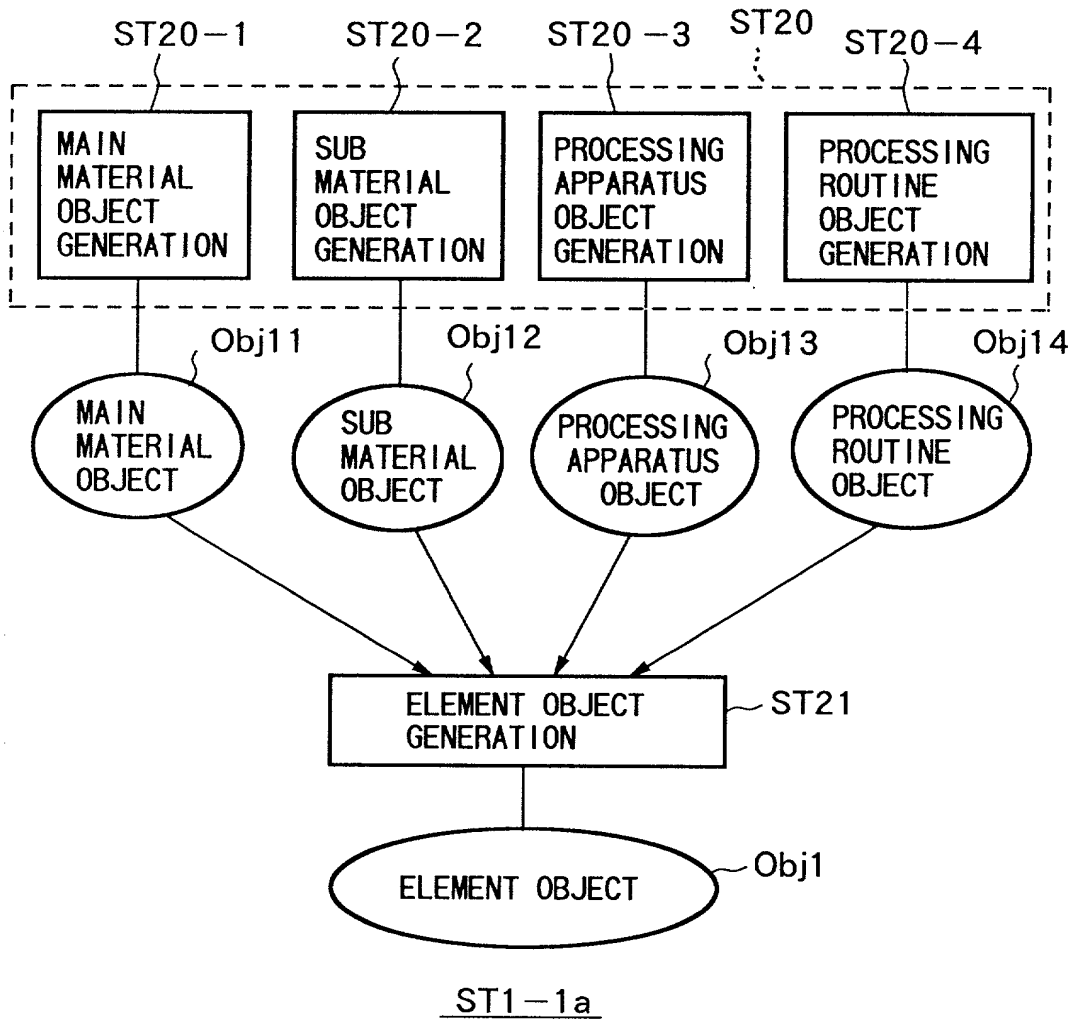 ST20-1
ST20-2
ST20-3
ST20
ST20-4
MAIN
MATERIAL
OBJECT
GENERATION
SUB
MATERIAL
OBJECT
GENERATION
PROCESSING
APPARATUS
OBJECT
GENERATION
PROCESSING
ROUTINE
OBJECT
GENERATION
Obj11
Obj12
Obj13
Obj14
MAIN
MATERIAL
OBJECT
SUB
MATERIAL
OBJECT
PROCESSING
APPARATUS
OBJECT
PROCESSING
ROUTINE
OBJECT
ELEMENT OBJECT
GENERATION
ST21
ELEMENT OBJECT
Obj1
ST1-1a